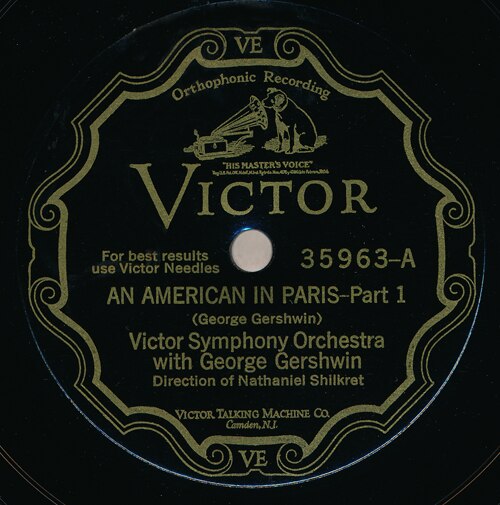 VE
Orthophonic Recording
"HIS MASTER'S VOICE"
VICTOR
For best results
use Victor Needles
35963-A
AN AMERICAN IN PARIS-Part 1
(George Gershwin)
Victor Symphony Orchestra
with George Gershwin
Direction of Nathaniel Shilkret
VICTOR TALKING MACHINE CO.
Camden, N.J.
VE